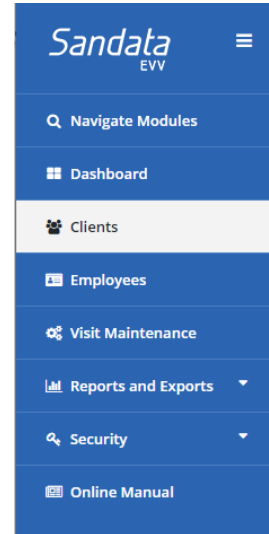 Sandata
EVV
Navigate Modules
Dashboard
Clients
Employees
Visit Maintenance
Reports and Exports
Security
Online Manual